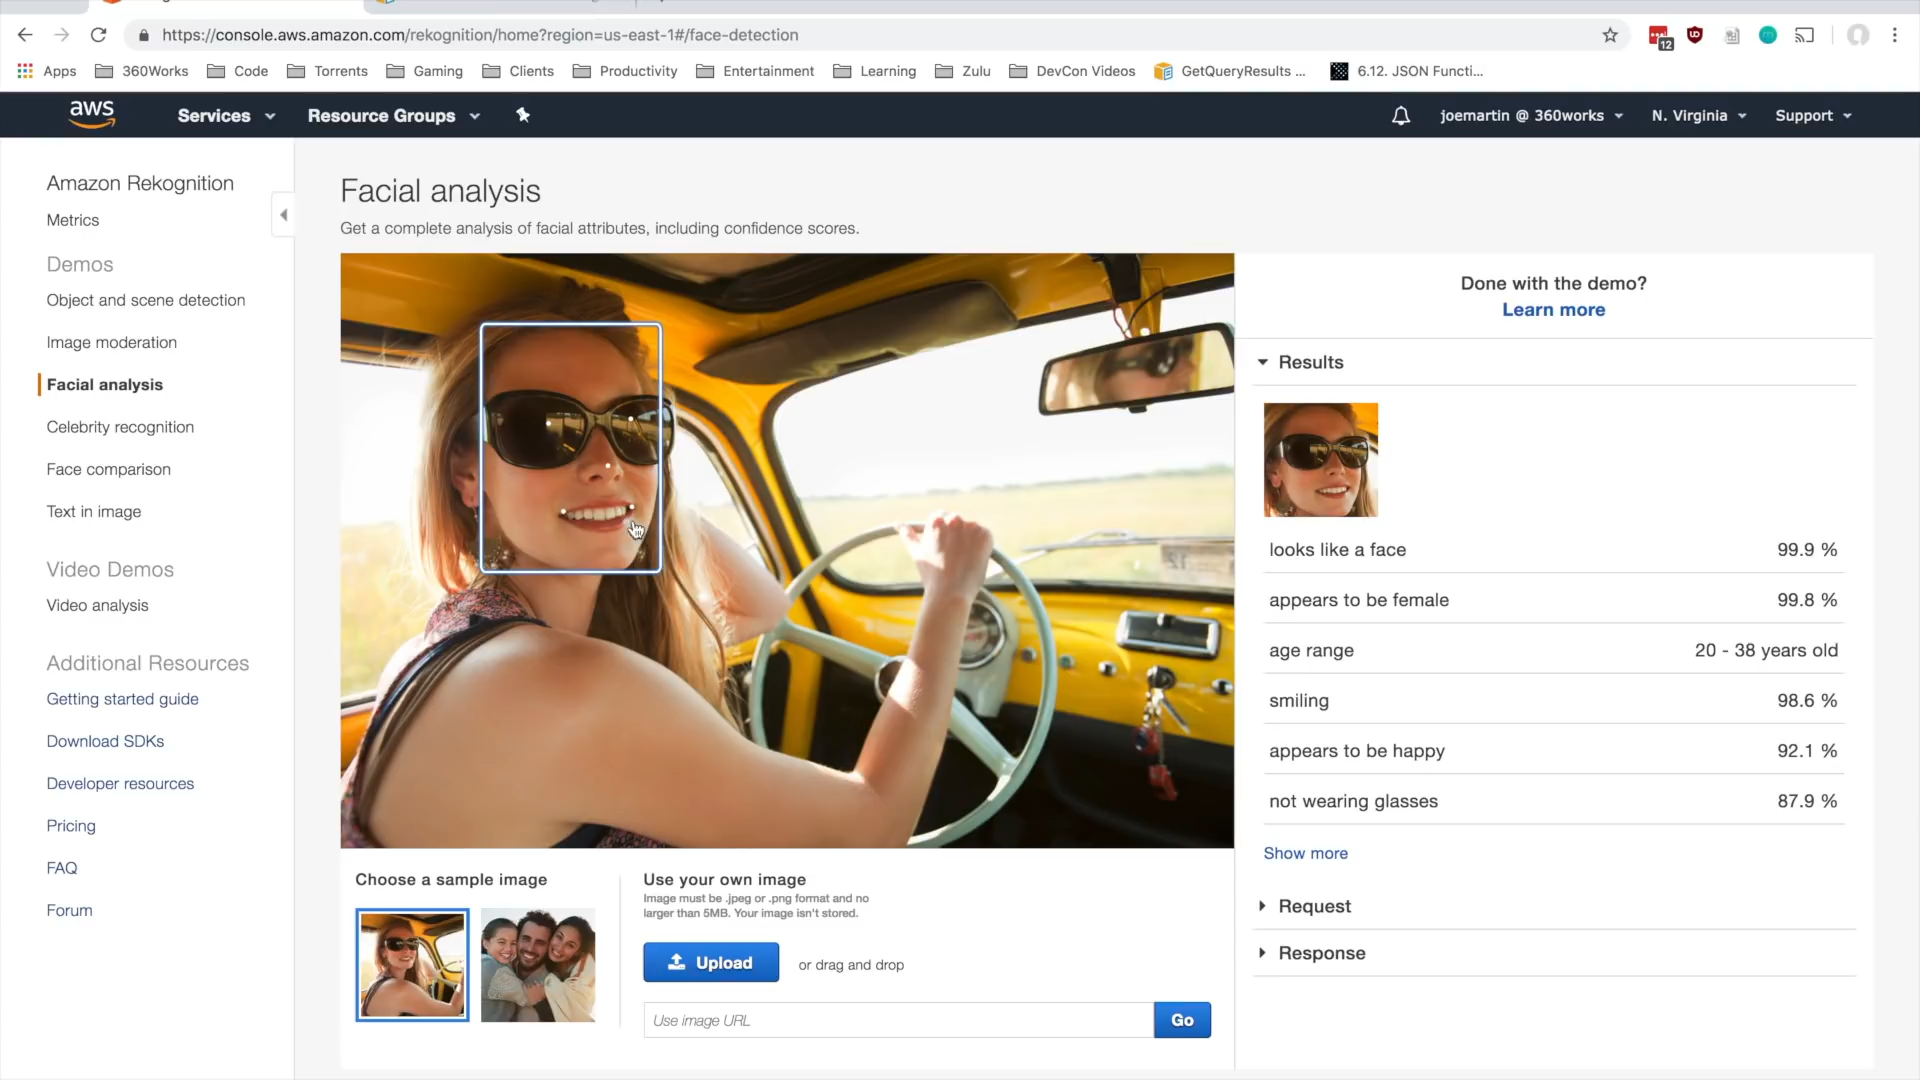 https://console.aws.amazon.com/rekognition/home?region=us-east-1#/face-detection
12
Apps 360Works Code Torrents Gaming Clients Productivity Entertainment Learning Zulu DevCon Videos GetQueryResults ... 6.12. JSON Functi...
aws Services Resource Groups joemartin @ 360works N. Virginia Support
Amazon Rekognition
Metrics
Demos
Object and scene detection
Image moderation
Facial analysis
Celebrity recognition
Face comparison
Text in image
Video Demos
Video analysis
Additional Resources
Getting started guide
Download SDKs
Developer resources
Pricing
FAQ
Forum
Facial analysis
Get a complete analysis of facial attributes, including confidence scores.
Choose a sample image
Use your own image
Image must be .jpeg or .png format and no
larger than 5MB. Your image isn't stored.
Upload or drag and drop
Use image URL Go
Done with the demo?
Learn more
Results
looks like a face 99.9 %
appears to be female 99.8 %
age range 20 - 38 years old
smiling 98.6 %
appears to be happy 92.1 %
not wearing glasses 87.9 %
Show more
Request
Response